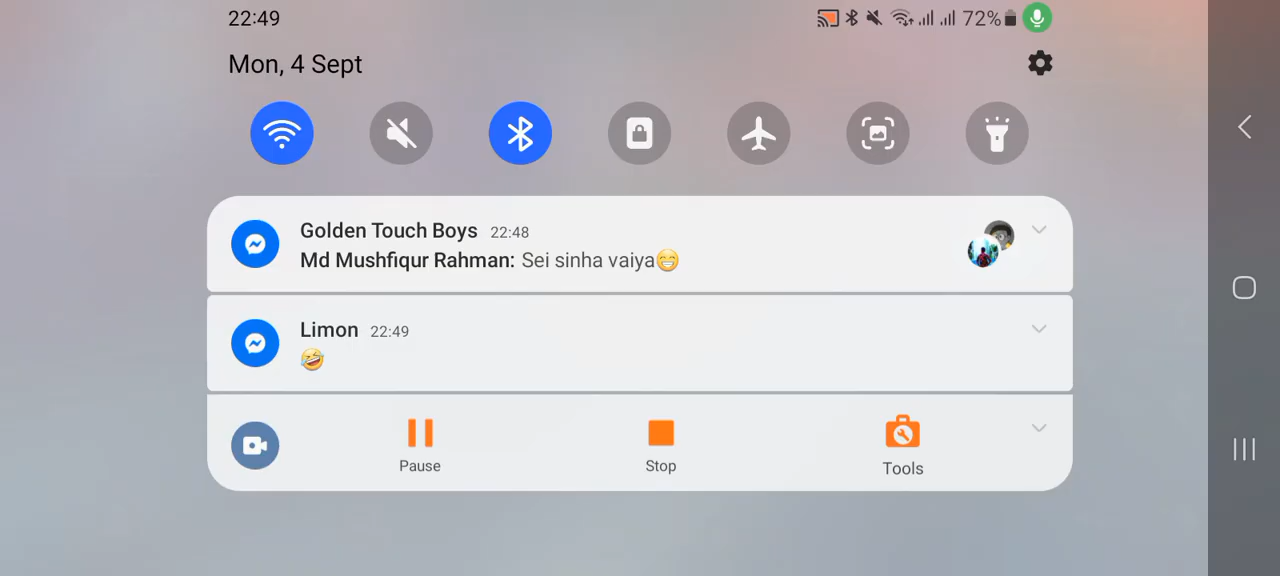 22:49
72%
Mon, 4 Sept
Golden Touch Boys 22:48
Md Mushfiqur Rahman: Sei sinha vaiya😁
Limon 22:49
🤣
Pause Stop Tools